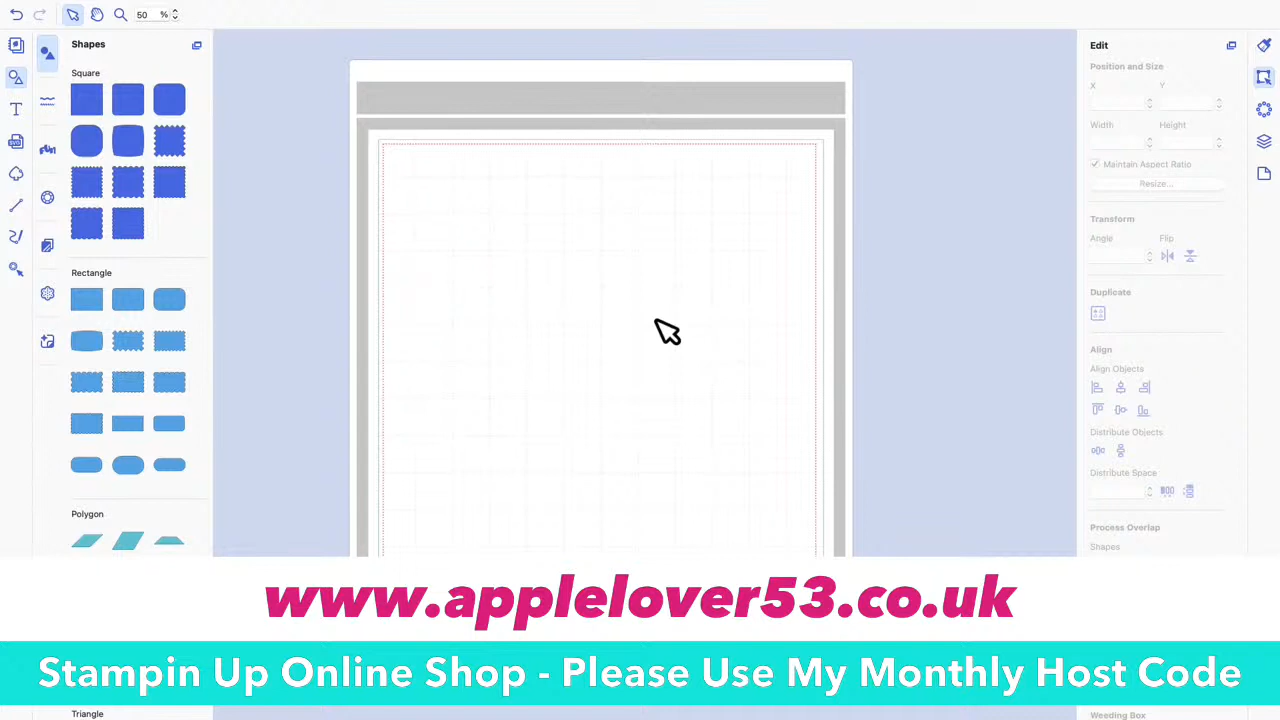 50 %
Shapes
Square
Rectangle
Polygon
Triangle
Edit
Position and Size
X Y
Width Height
Maintain Aspect Ratio
Resize...
Transform
Angle Flip
Duplicate
Align
Align Objects
Distribute Objects
Distribute Space
Process Overlap
Shapes
Weeding Box
www.applelover53.co.uk
Stampin Up Online Shop - Please Use My Monthly Host Code